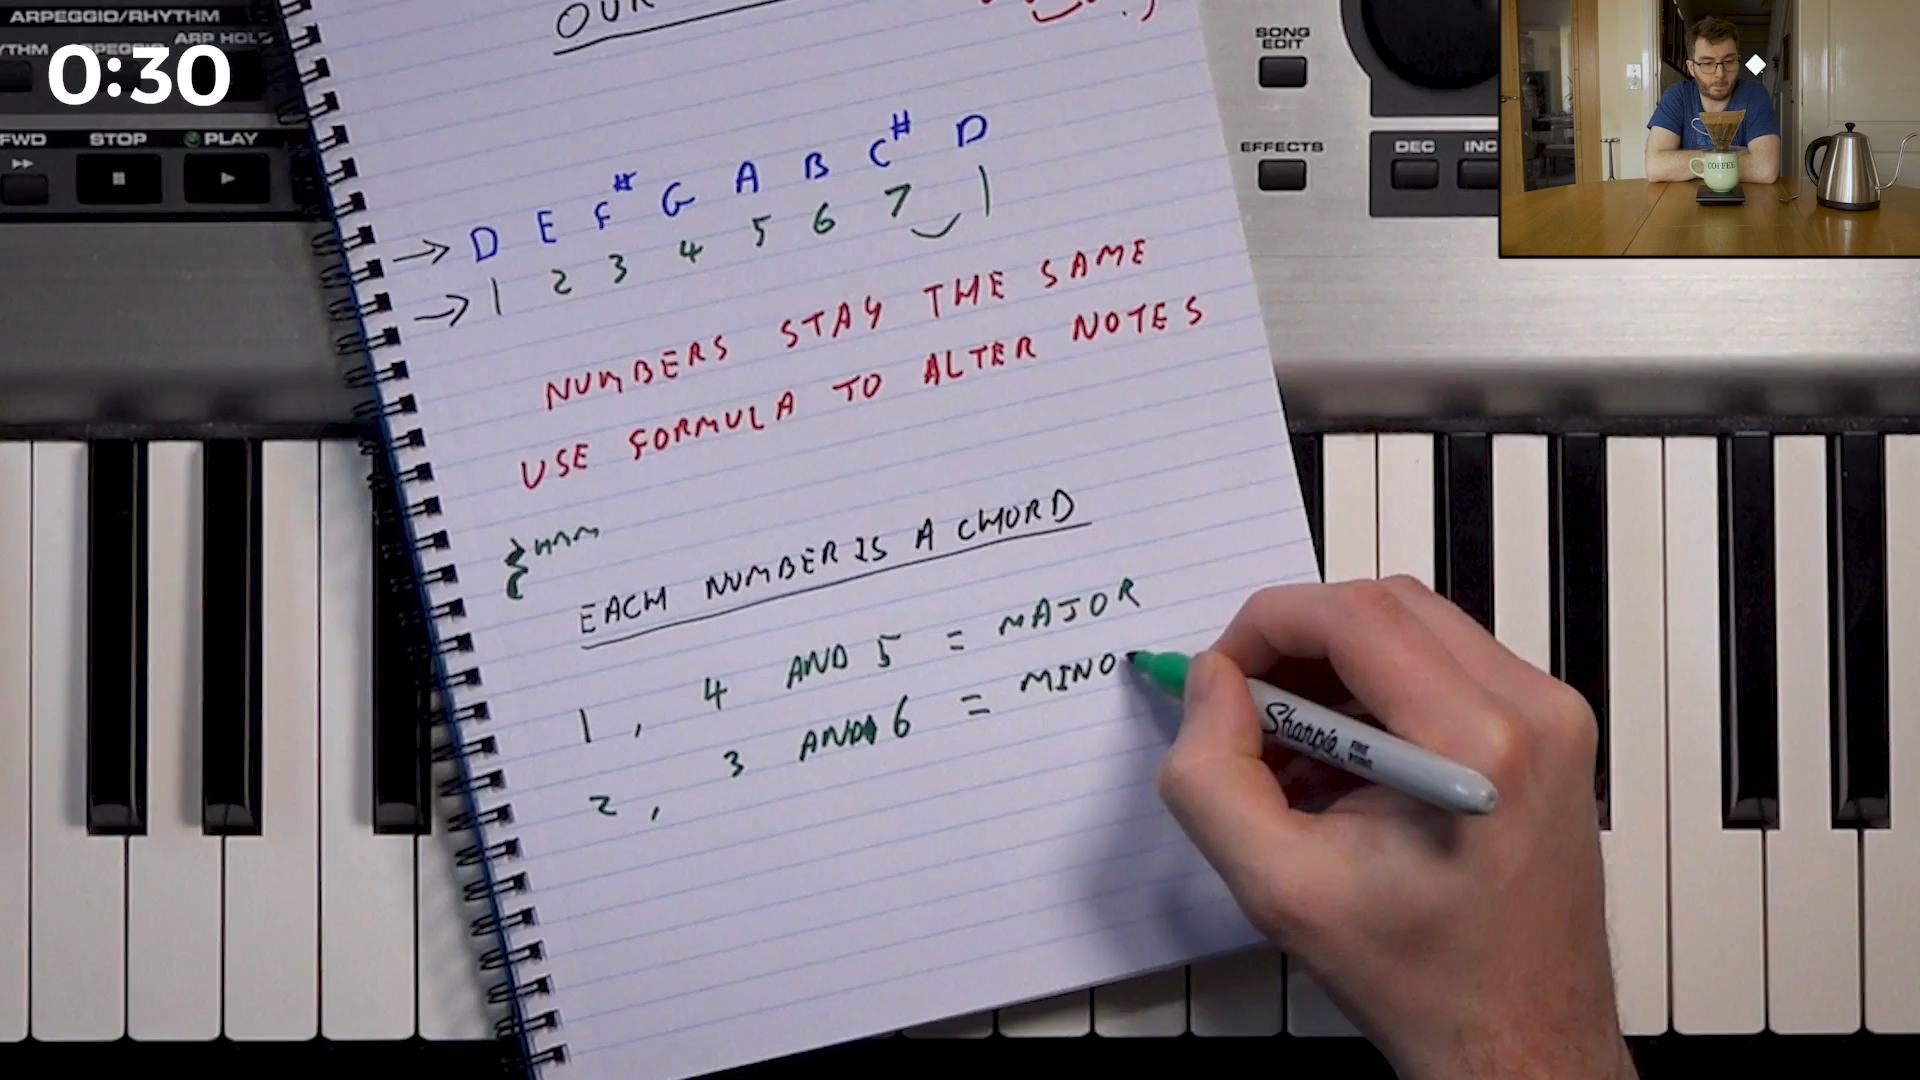 ARPEGGIO/RHYTHM
ARP HOLD
0:30
STOP
PLAY
SONG
EDIT
EFFECTS
DEC
COFFEE
OUR
D E F# G A B C# D
1 2 3 4 5 6 7 1
NUMBERS STAY THE SAME
USE FORMULA TO ALTER NOTES
EACH NUMBER IS A CHORD
1, 4 AND 5 = MAJOR
2, 3 AND 6 = MINO
Sharpie.